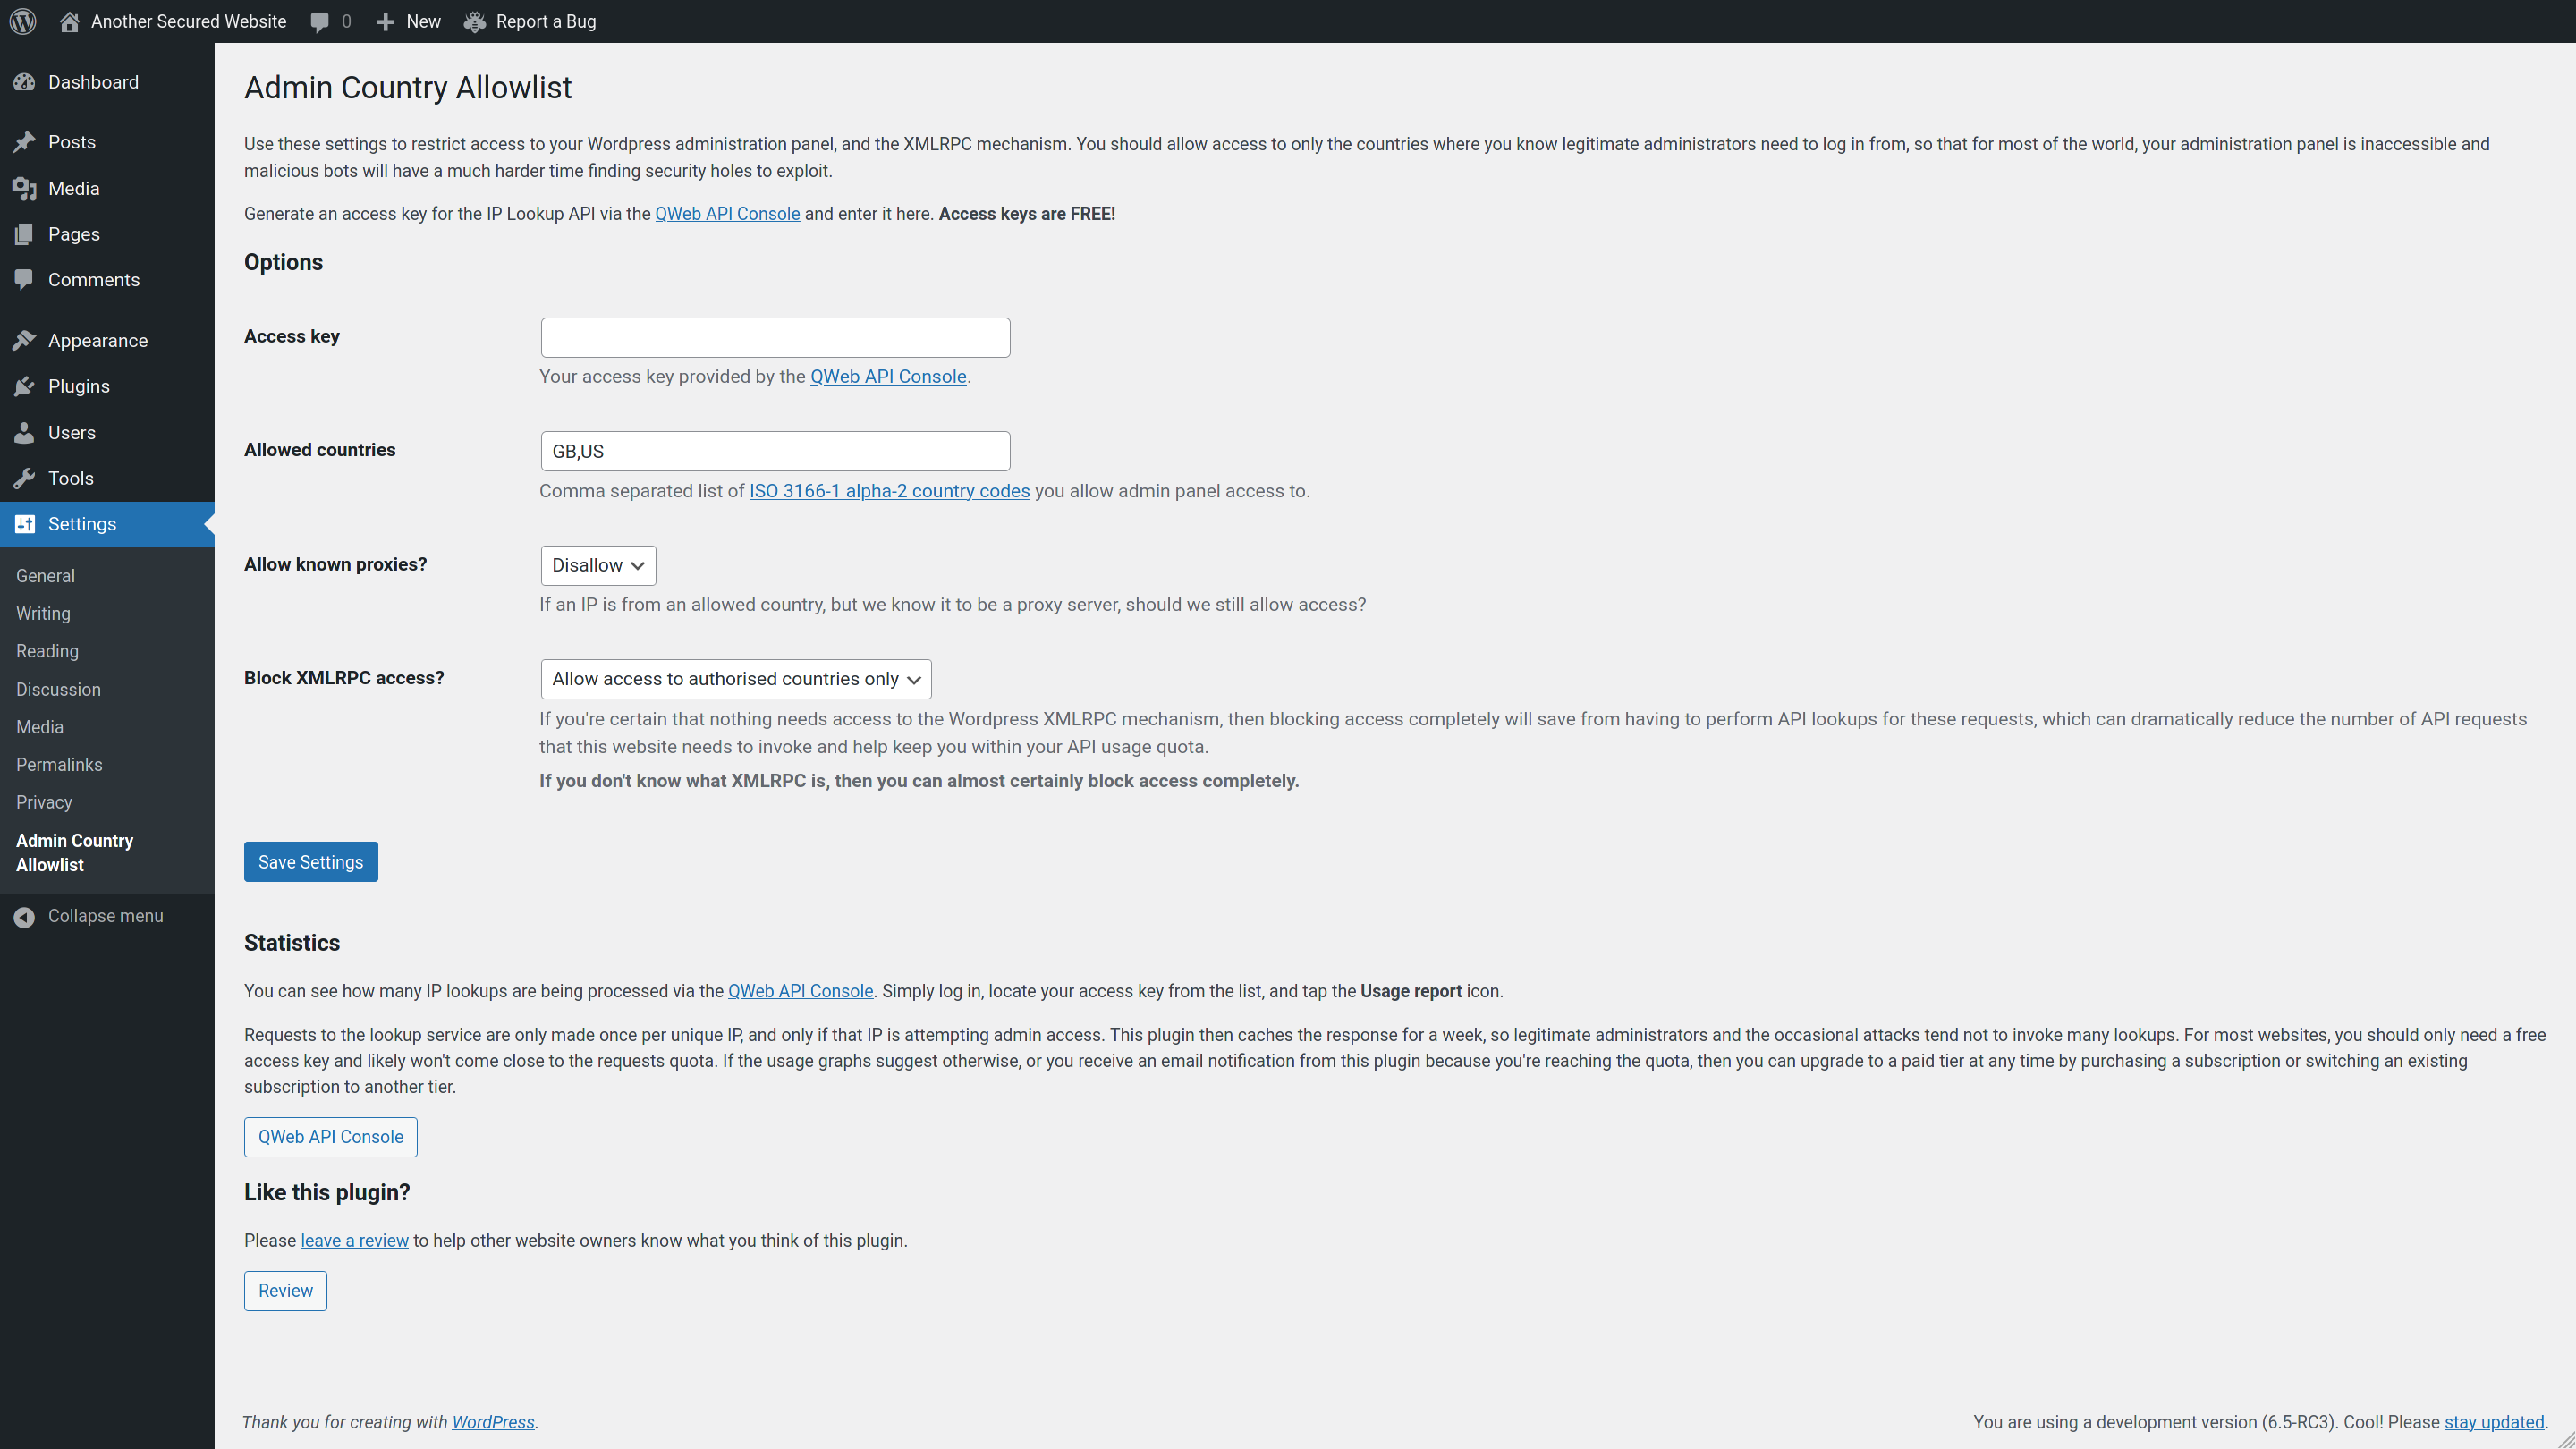 Another Secured Website
0
New
Report a Bug
Dashboard
Posts
Media
Pages
Comments
Appearance
Plugins
Users
Tools
Settings
General
Writing
Reading
Discussion
Media
Permalinks
Privacy
Admin Country
Allowlist
Collapse menu
Admin Country Allowlist
Use these settings to restrict access to your Wordpress administration panel, and the XMLRPC mechanism. You should allow access to only the countries where you know legitimate administrators need to log in from, so that for most of the world, your administration panel is inaccessible and
malicious bots will have a much harder time finding security holes to exploit.
Generate an access key for the IP Lookup API via the QWeb API Console and enter it here. Access keys are FREE!
Options
Access key
Your access key provided by the QWeb API Console.
Allowed countries
GB,US
Comma separated list of ISO 3166-1 alpha-2 country codes you allow admin panel access to.
Allow known proxies?
Disallow
If an IP is from an allowed country, but we know it to be a proxy server, should we still allow access?
Block XMLRPC access?
Allow access to authorised countries only
If you're certain that nothing needs access to the Wordpress XMLRPC mechanism, then blocking access completely will save from having to perform API lookups for these requests, which can dramatically reduce the number of API requests
that this website needs to invoke and help keep you within your API usage quota.
If you don't know what XMLRPC is, then you can almost certainly block access completely.
Save Settings
Statistics
You can see how many IP lookups are being processed via the QWeb API Console. Simply log in, locate your access key from the list, and tap the Usage report icon.
Requests to the lookup service are only made once per unique IP, and only if that IP is attempting admin access. This plugin then caches the response for a week, so legitimate administrators and the occasional attacks tend not to invoke many lookups. For most websites, you should only need a free
access key and likely won't come close to the requests quota. If the usage graphs suggest otherwise, or you receive an email notification from this plugin because you're reaching the quota, then you can upgrade to a paid tier at any time by purchasing a subscription or switching an existing
subscription to another tier.
QWeb API Console
Like this plugin?
Please leave a review to help other website owners know what you think of this plugin.
Review
Thank you for creating with WordPress.
You are using a development version (6.5-RC3). Cool! Please stay updated.